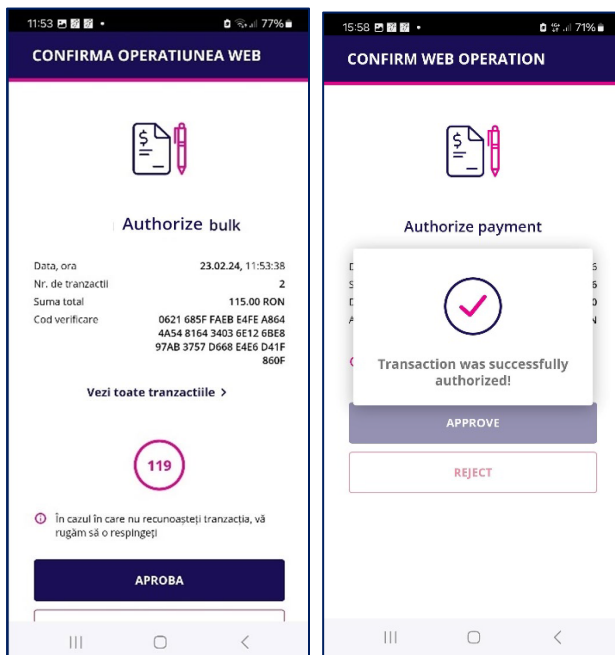 11:53
77%
CONFIRMA OPERATIUNEA WEB
$
Authorize bulk
Data, ora 23.02.24, 11:53:38
Nr. de tranzactii 2
Suma total 115.00 RON
Cod verificare 0621 685F FAEB E4FE A864
4A54 8164 3403 6E12 6BE8
97AB 3757 D668 E4E6 D41F
860F
Vezi toate tranzactiile >
119
În cazul în care nu recunoașteți tranzacția, vă
rugăm să o respingeți
APROBA
15:58
71%
CONFIRM WEB OPERATION
$
Authorize payment
Transaction was successfully
authorized!
APPROVE
REJECT